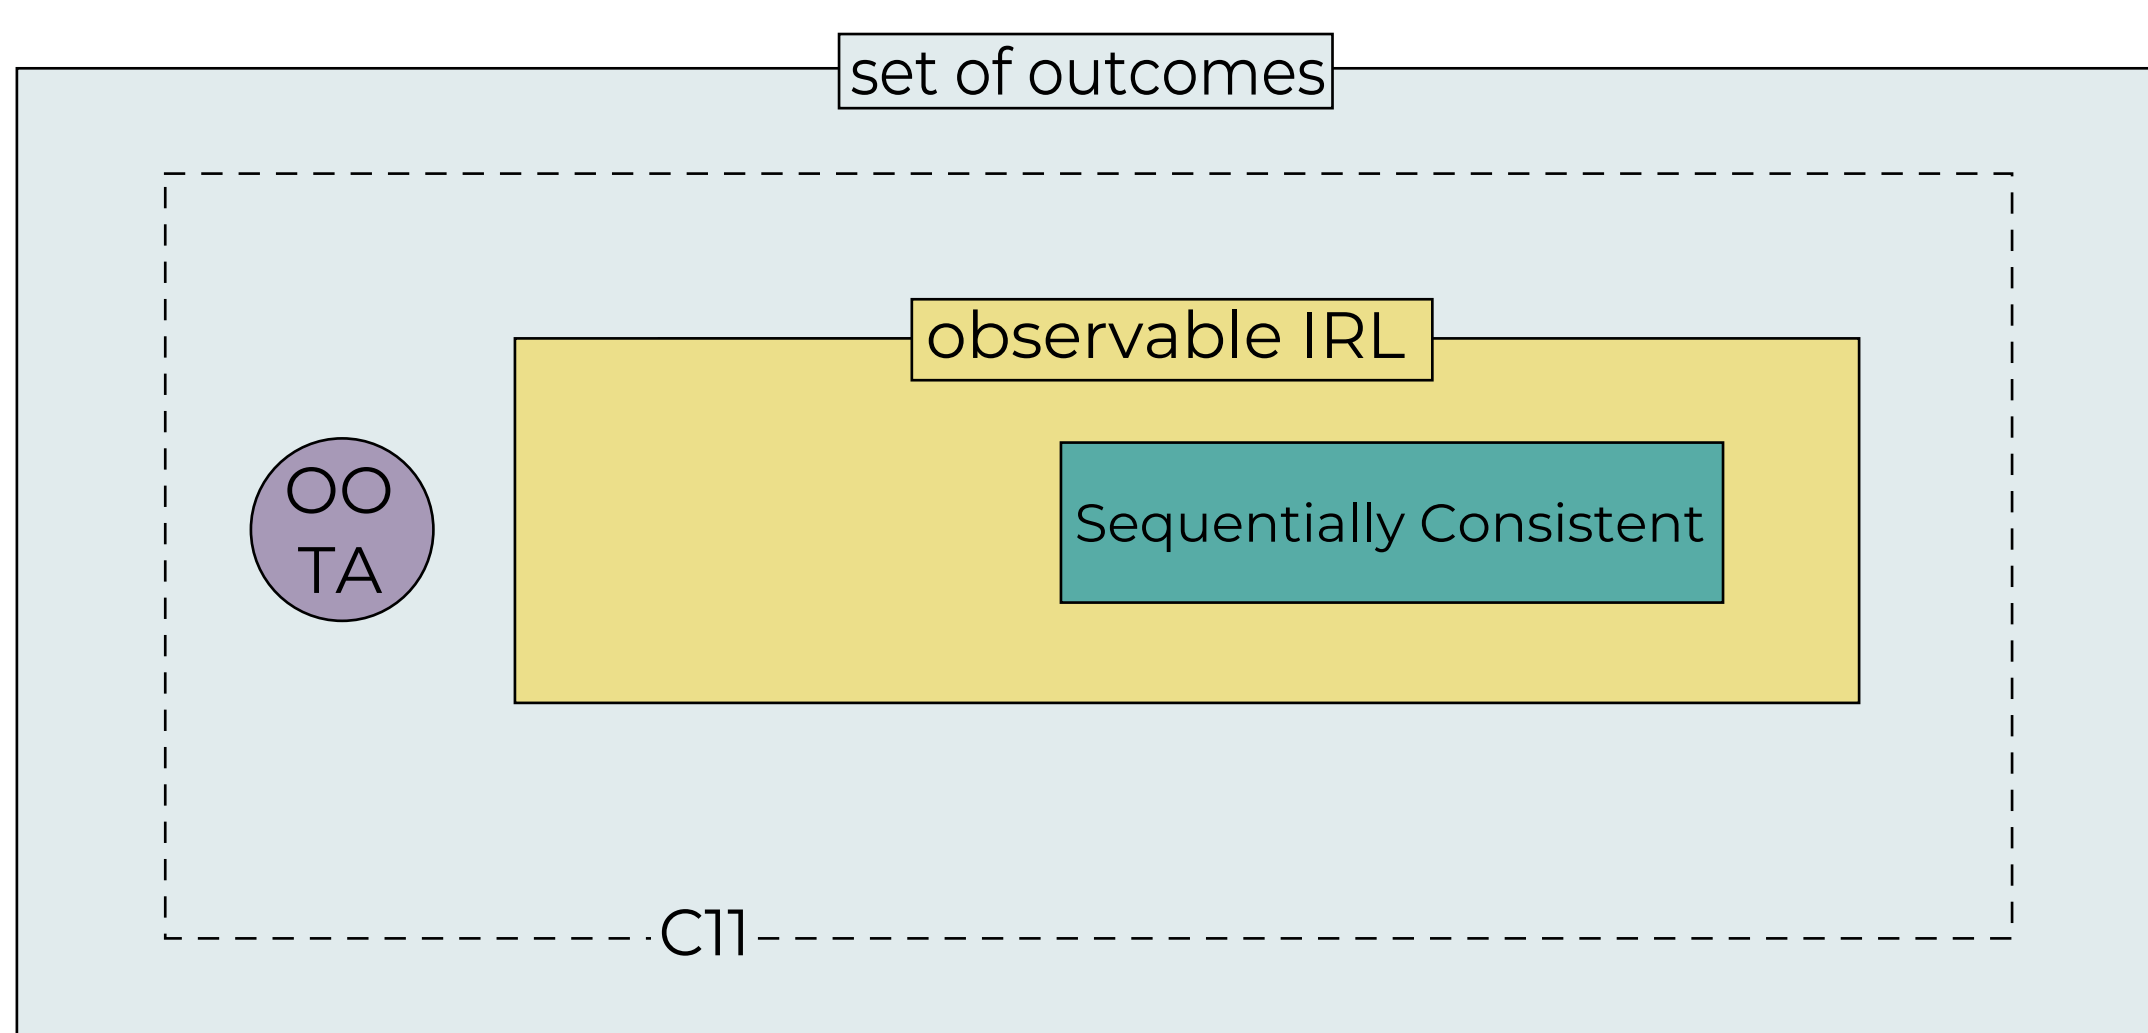 set of outcomes
observable IRL
OO
TA
Sequentially Consistent
C11